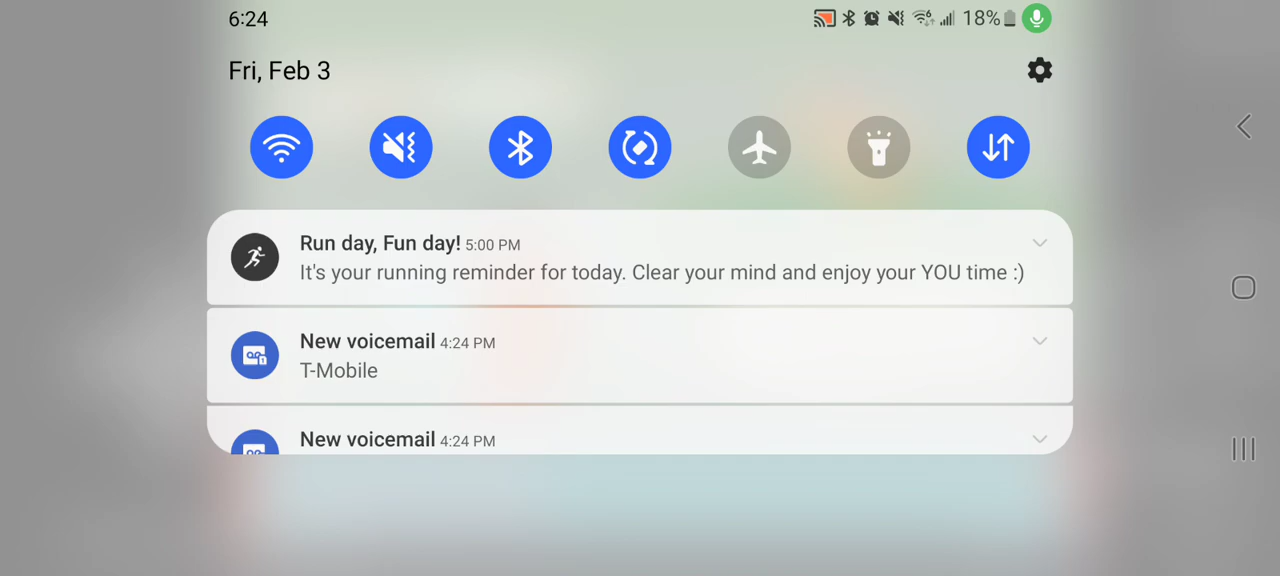 6:24
18%
Fri, Feb 3
Run day, Fun day! 5:00 PM
It's your running reminder for today. Clear your mind and enjoy your YOU time :)
New voicemail 4:24 PM
T-Mobile
New voicemail 4:24 PM